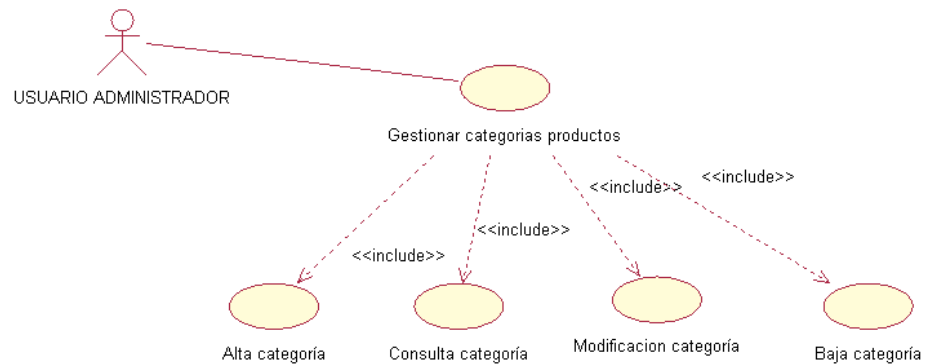 USUARIO ADMINISTRADOR
Gestionar categorias productos
<<include>>
<<include>>
<<include>>
<<include>>
Alta categoría
Consulta categoría
Modificacion categoría
Baja categoría